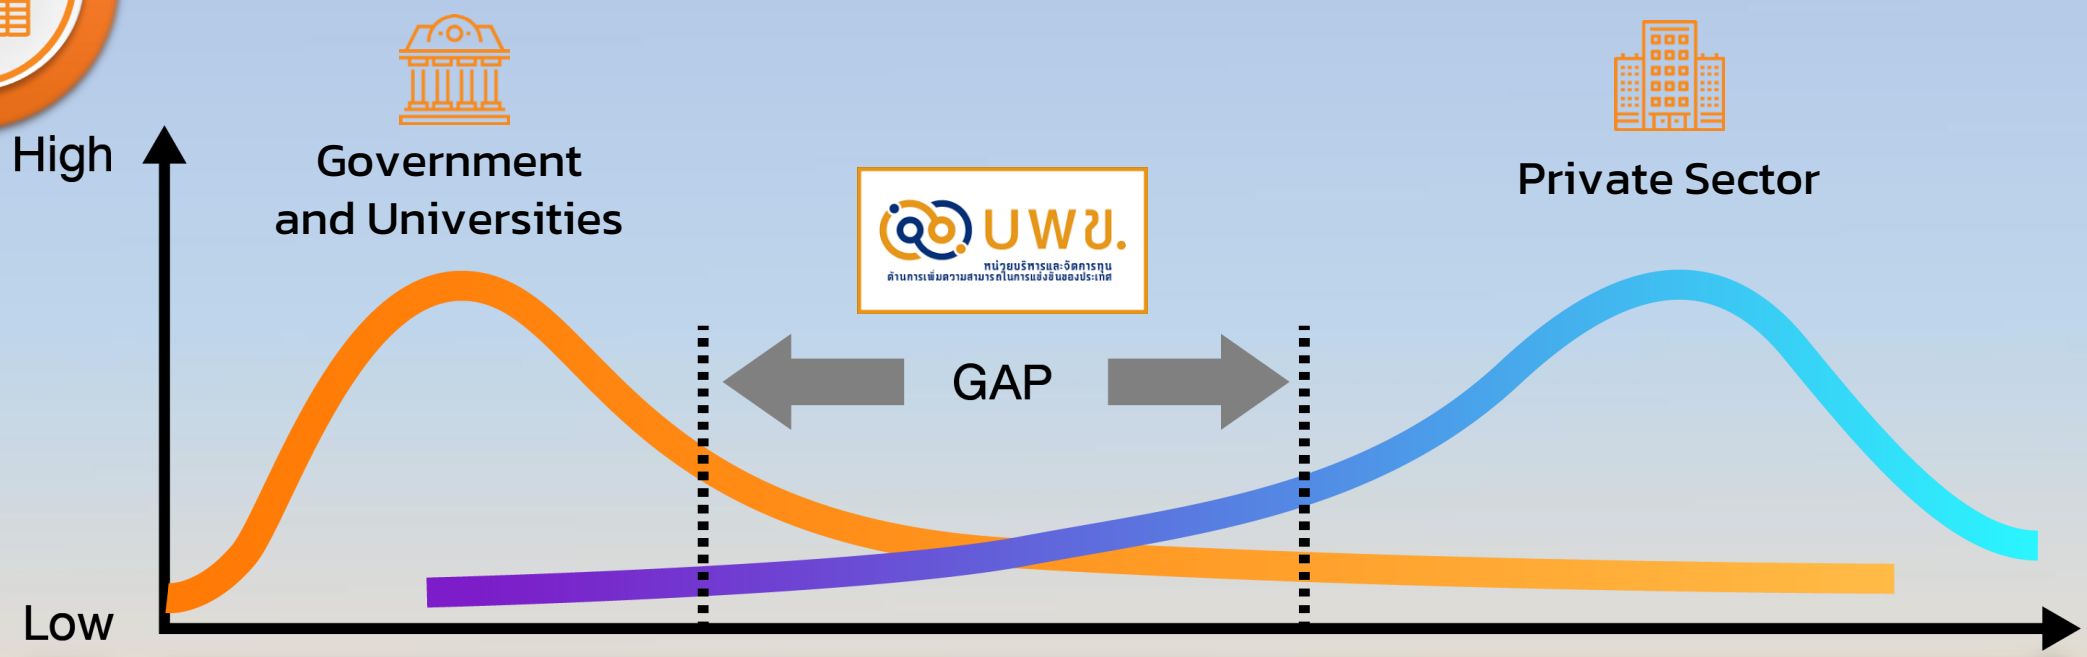 High
Government
and Universities
Private Sector
บพข.
หน่วยบริหารและจัดการทุน
ด้านการเพิ่มความสามารถในการแข่งขันของประเทศ
GAP
Low